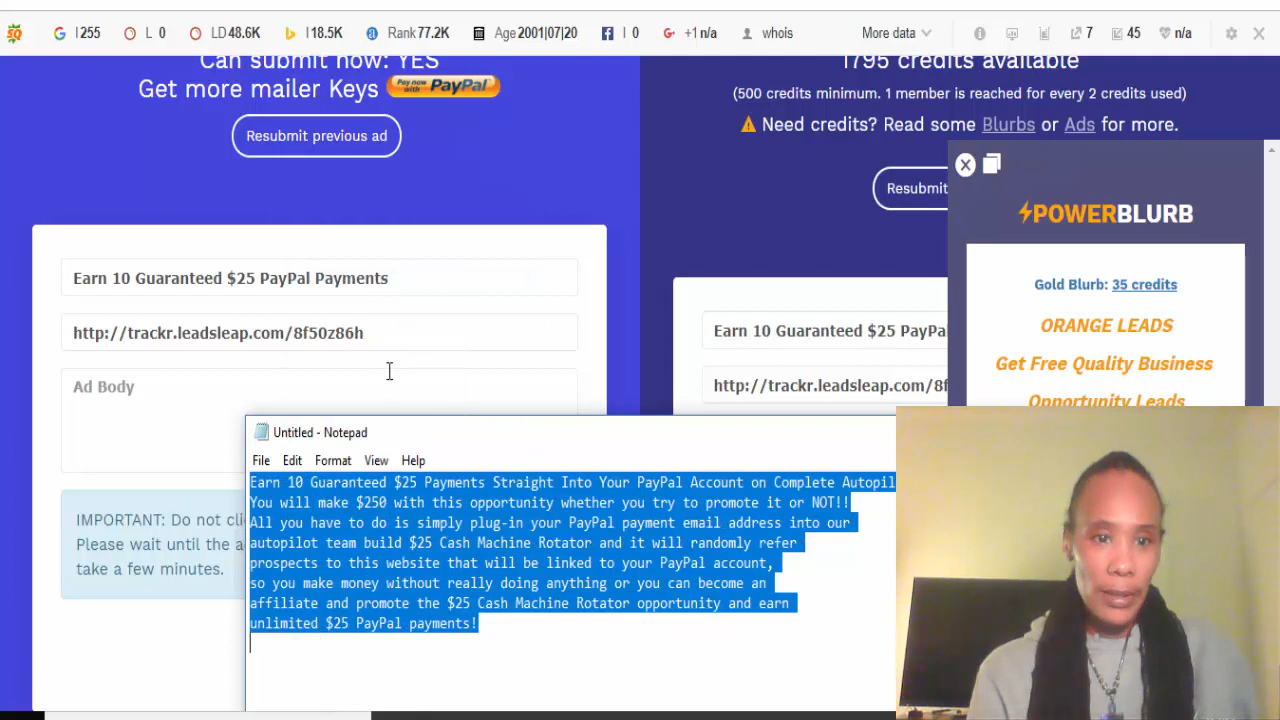 SQ
I 255
L 0
LD 48.6K
I 18.5K
Rank 77.2K
Age 2001|07|20
I 0
+1 n/a
whois
More data
7
45
n/a
Can submit now: YES
Get more mailer Keys Pay now with PayPal
Resubmit previous ad
1795 credits available
(500 credits minimum. 1 member is reached for every 2 credits used)
Need credits? Read some Blurbs or Ads for more.
Resubmit
Earn 10 Guaranteed $25 PayPal Payments
http://trackr.leadsleap.com/8f50z86h
Ad Body
IMPORTANT: Do not cli
Please wait until the a
take a few minutes.
Earn 10 Guaranteed $25 PayPal
http://trackr.leadsleap.com/8f
POWERBLURB
Gold Blurb: 35 credits
ORANGE LEADS
Get Free Quality Business
Opportunity Leads
Untitled - Notepad
File Edit Format View Help
Earn 10 Guaranteed $25 Payments Straight Into Your PayPal Account on Complete Autopil
You will make $250 with this opportunity whether you try to promote it or NOT!!
All you have to do is simply plug-in your PayPal payment email address into our
autopilot team build $25 Cash Machine Rotator and it will randomly refer
prospects to this website that will be linked to your PayPal account,
so you make money without really doing anything or you can become an
affiliate and promote the $25 Cash Machine Rotator opportunity and earn
unlimited $25 PayPal payments!